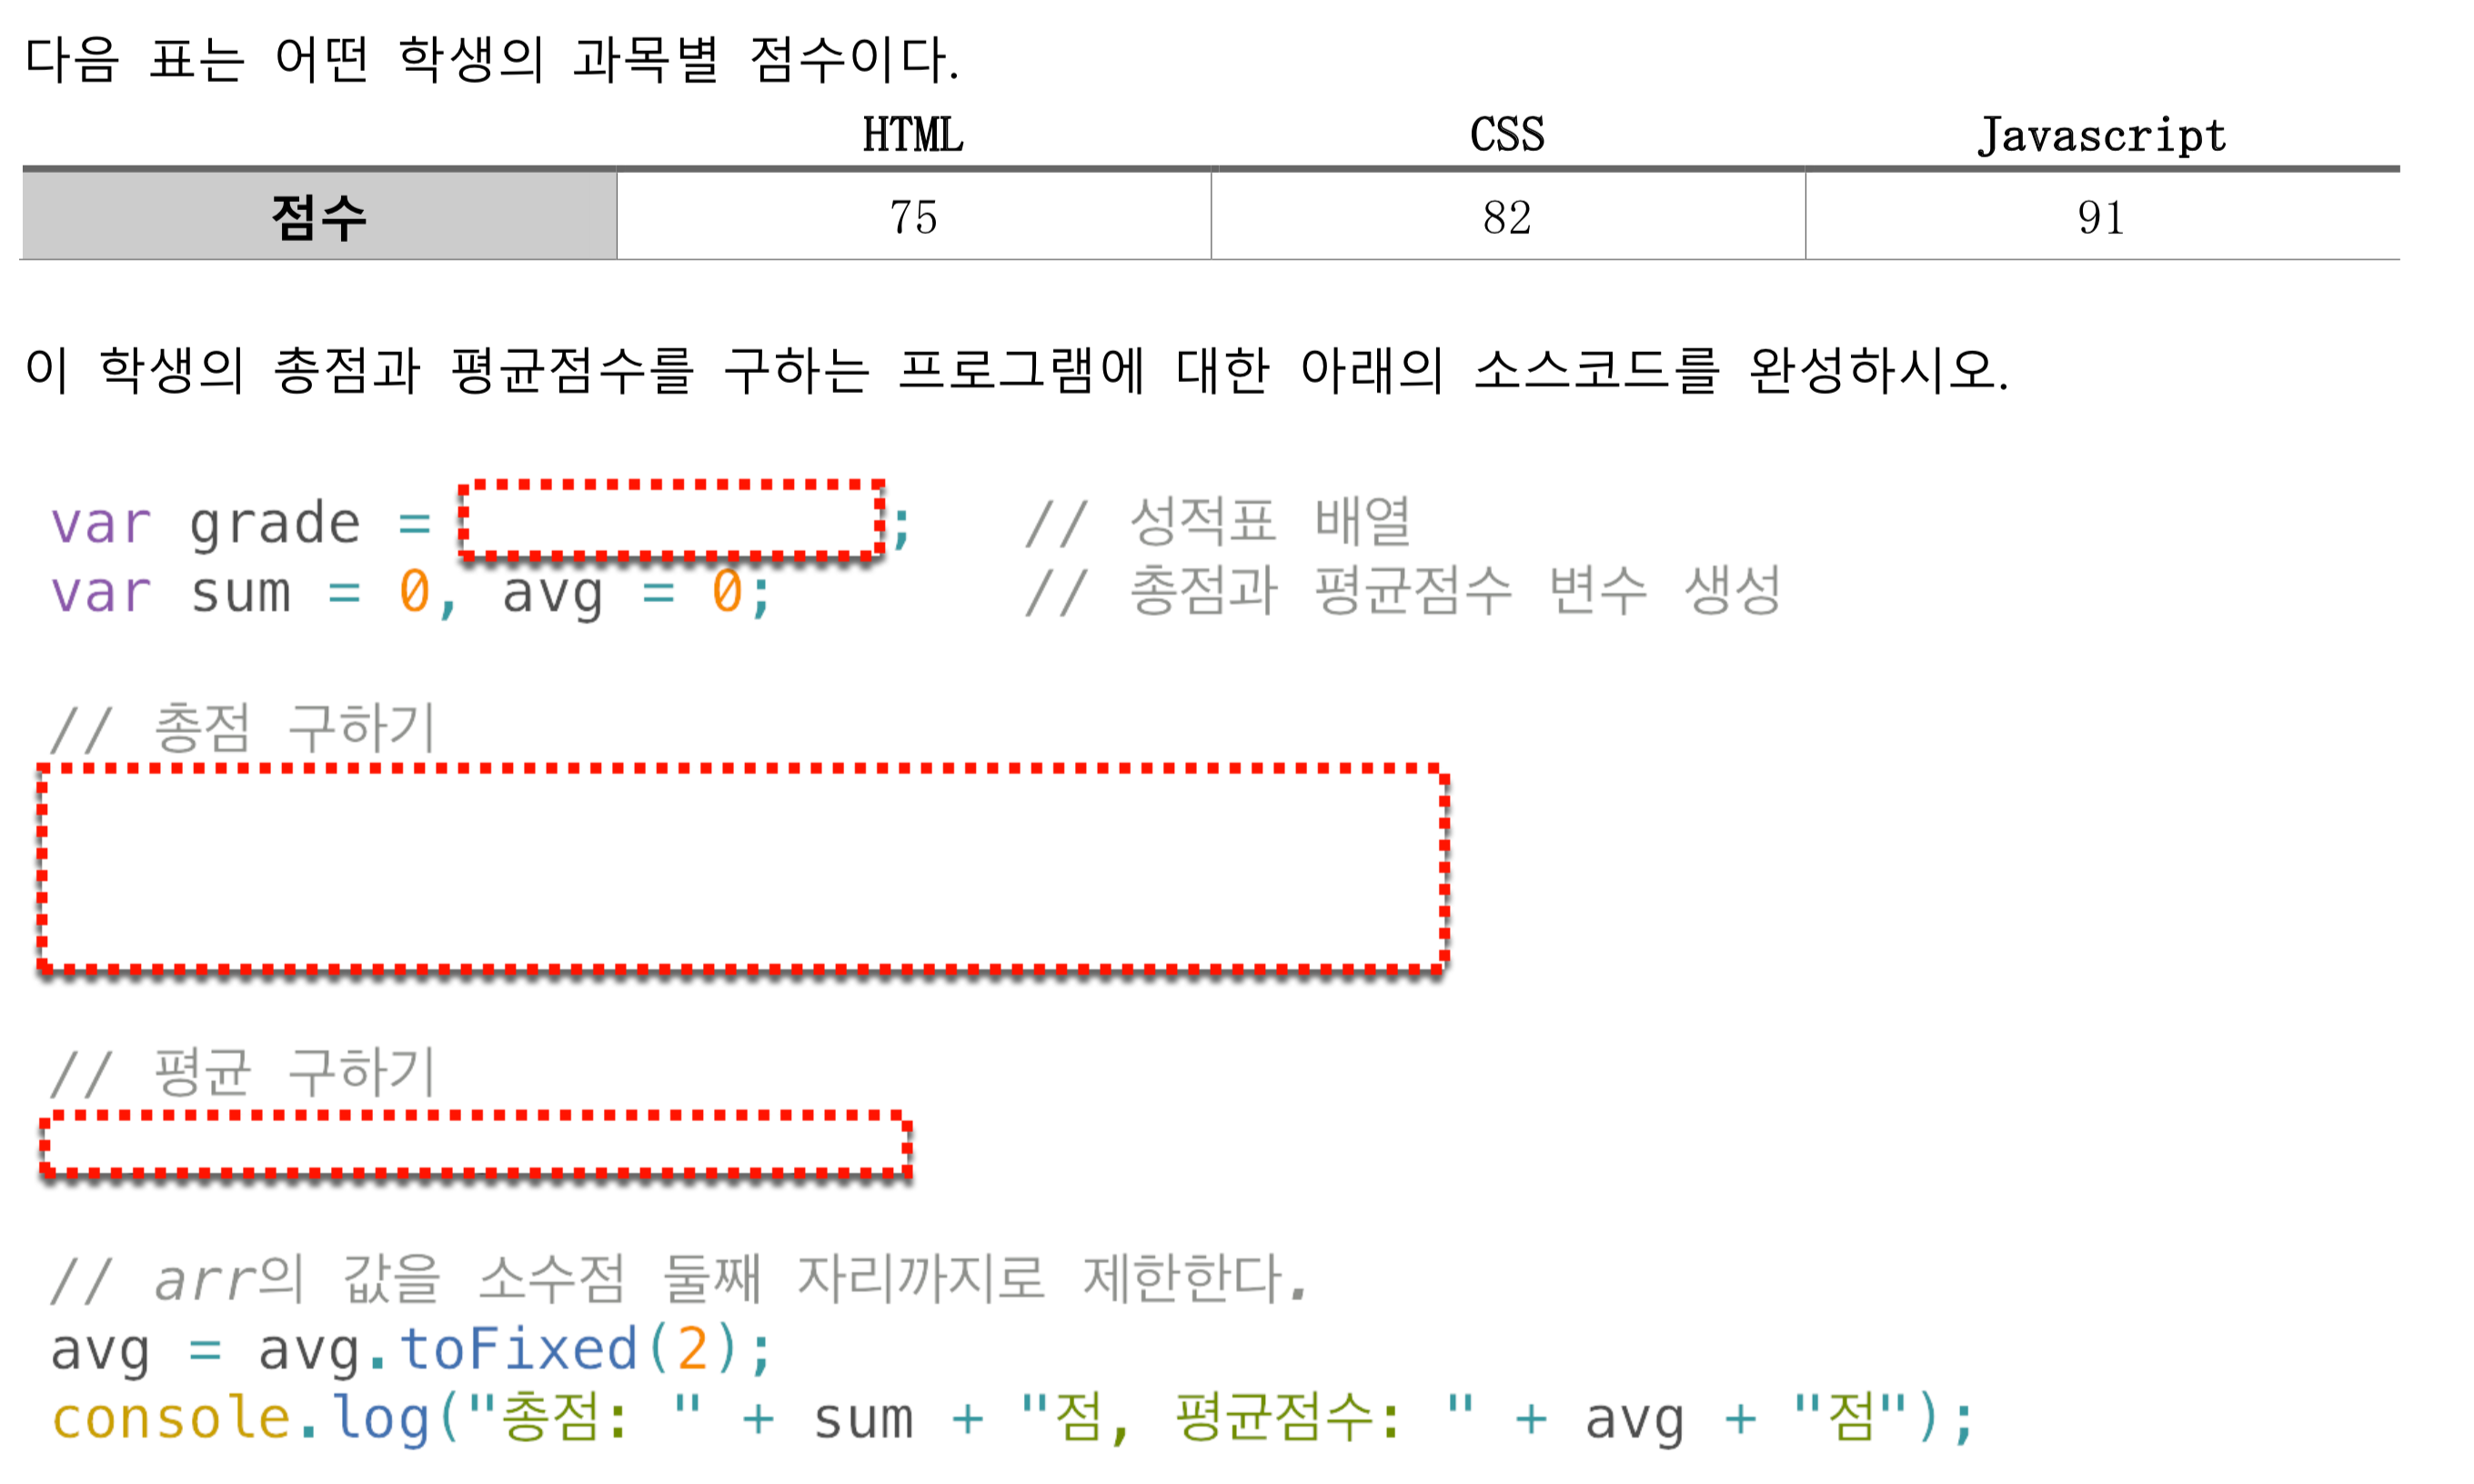 다음 표는 어떤 학생의 과목별 점수이다.
HTML CSS Javascript
점수 75 82 91
이 학생의 총점과 평균점수를 구하는 프로그램에 대한 아래의 소스코드를 완성하시오.
var grade = ; // 성적표 배열
var sum = 0, avg = 0; // 총점과 평균점수 변수 생성
// 총점 구하기
// 평균 구하기
// arr의 값을 소수점 둘째 자리까지로 제한한다.
avg = avg.toFixed(2);
console.log("총점: " + sum + "점, 평균점수: " + avg + "점");